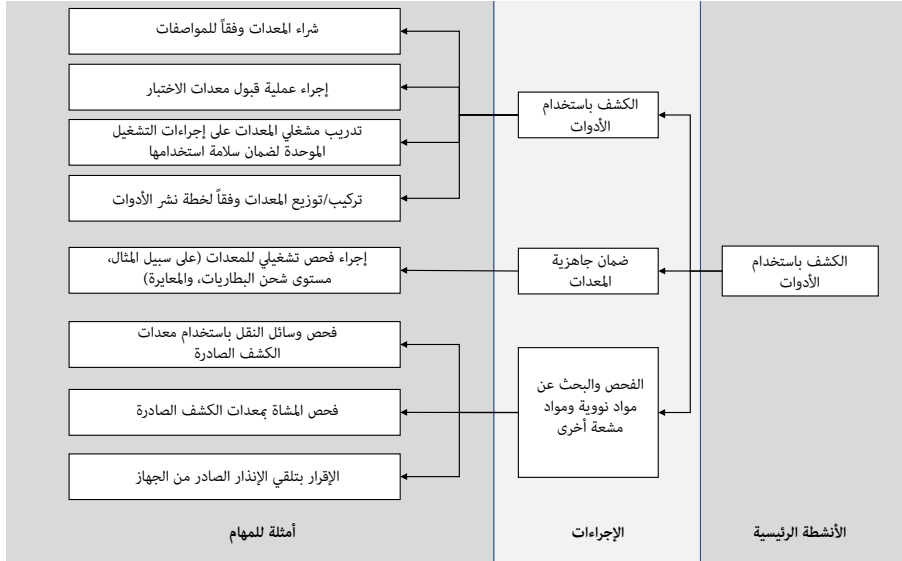 الكشف باستخدام
الأدوات
الكشف باستخدام
الأدوات
شراء المعدات وفقاً للمواصفات
إجراء عملية قبول معدات الاختبار
تدريب مشغلي المعدات على إجراءات التشغيل
الموحدة لضمان سلامة استخدامها
تركيب/توزيع المعدات وفقاً لخطة نشر الأدوات
ضمان جاهزية
المعدات
إجراء فحص تشغيلي للمعدات (على سبيل المثال،
مستوى شحن البطاريات، والمعايرة)
الفحص والبحث عن
مواد نووية ومواد
مشعة أخرى
فحص وسائل النقل باستخدام معدات
الكشف الصادرة
فحص المشاة بمعدات الكشف الصادرة
الإقرار بتلقي الإنذار الصادر من الجهاز
الأنشطة الرئيسية
الإجراءات
أمثلة للمهام